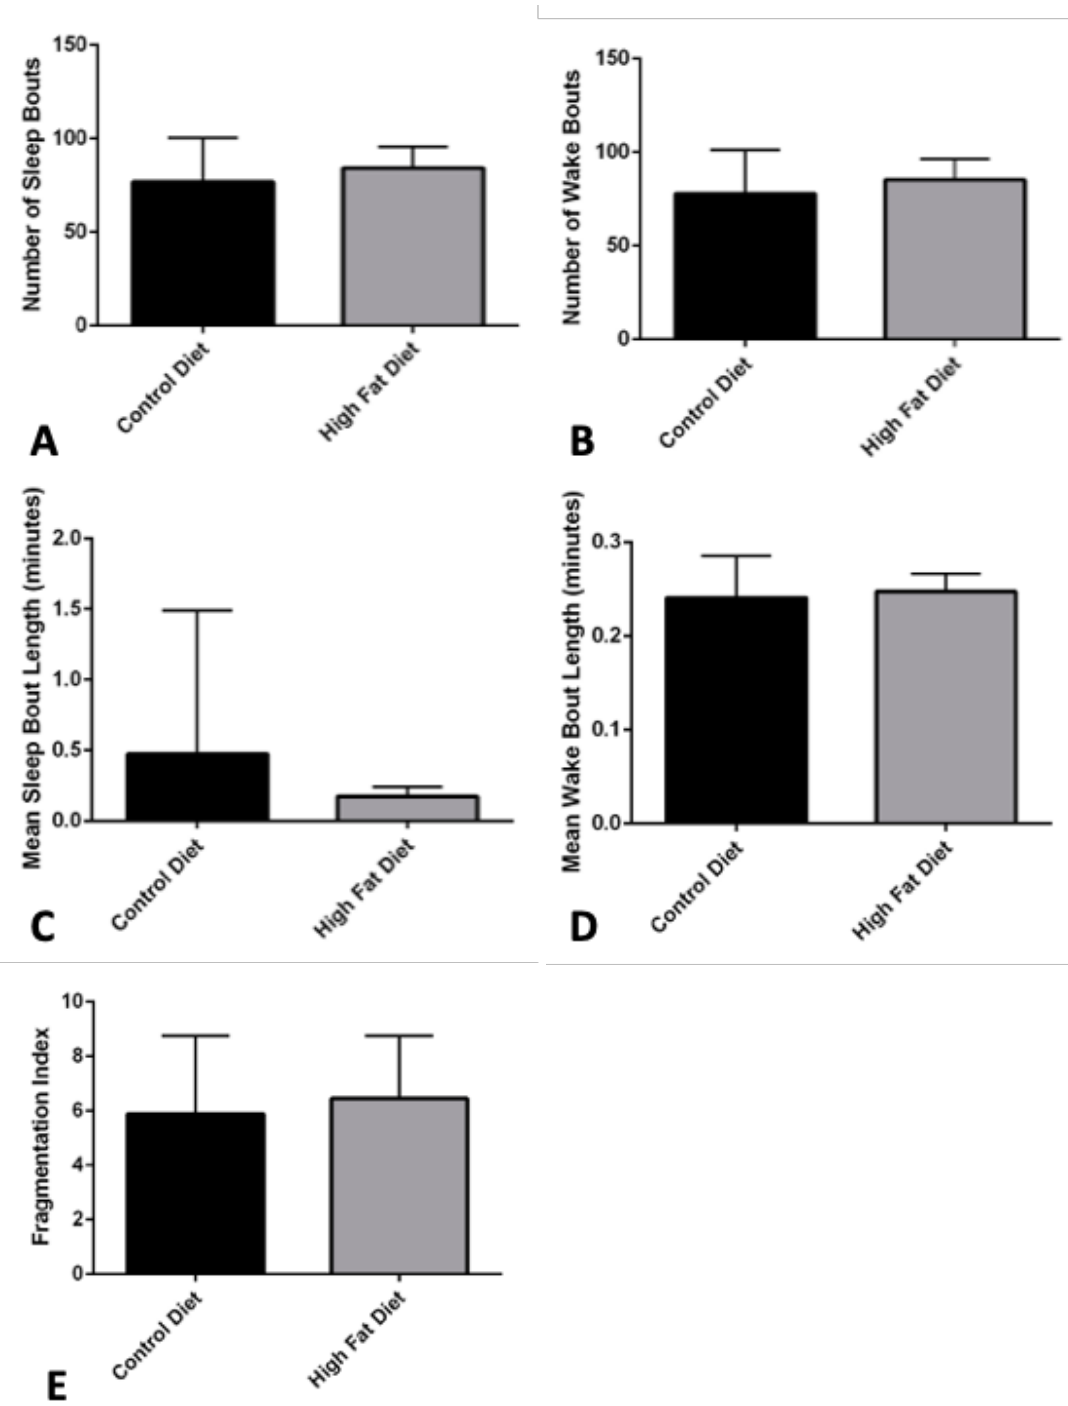 Number of Sleep Bouts
150
100
50
0
Control Diet
High Fat Diet
A
Number of Wake Bouts
150
100
50
0
Control Diet
High Fat Diet
B
Mean Sleep Bout Length (minutes)
2.0
1.5
1.0
0.5
0.0
Control Diet
High Fat Diet
C
Mean Wake Bout Length (minutes)
0.3
0.2
0.1
0.0
Control Diet
High Fat Diet
D
Fragmentation Index
10
8
6
4
2
0
Control Diet
High Fat Diet
E